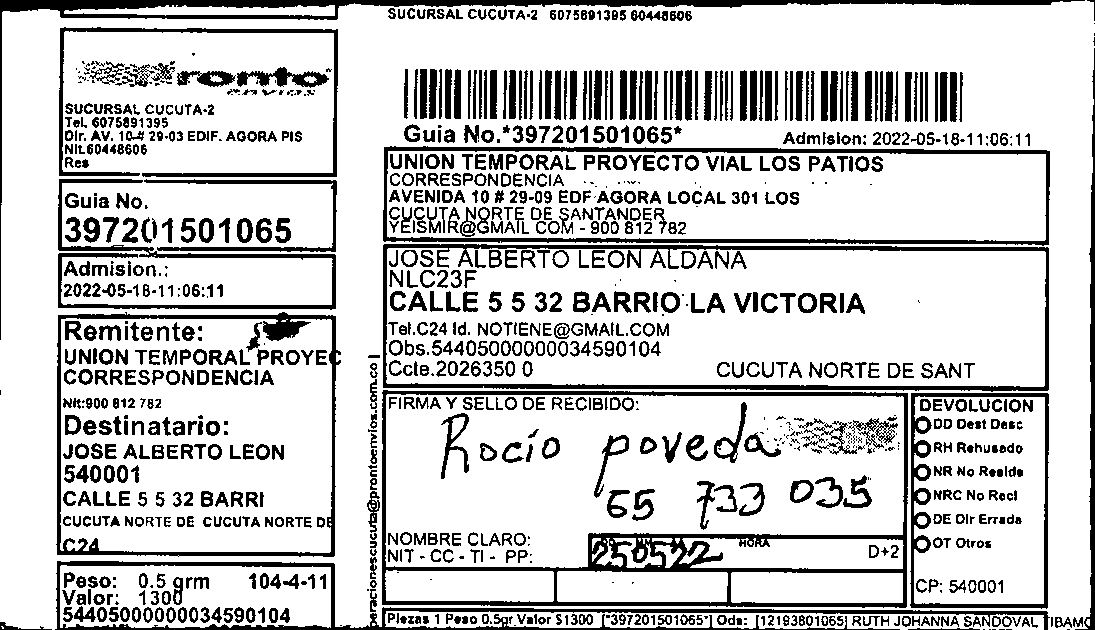 SUCURSAL CUCUTA-2 6075891395 60448606
ronto
envios
SUCURSAL CUCUTA-2
Tel. 6075891395
Dir. AV. 10-# 29-03 EDIF. AGORA PIS
Nit.60448606
Res
Guia No.
397201501065
Admision.:
2022-05-18-11:06:11
Remitente:
UNION TEMPORAL PROYEC
CORRESPONDENCIA
Nit:900 812 782
Destinatario:
JOSE ALBERTO LEON
540001
CALLE 5 5 32 BARRI
CUCUTA NORTE DE CUCUTA NORTE DE
C24
Peso: 0.5 grm 104-4-11
Valor: 1300
54405000000034590104
eracionescucuta@prontoenvios.com.co
Guia No.*397201501065* Admision: 2022-05-18-11:06:11
UNION TEMPORAL PROYECTO VIAL LOS PATIOS
CORRESPONDENCIA
AVENIDA 10 # 29-09 EDF AGORA LOCAL 301 LOS
CUCUTA NORTE DE SANTANDER
YEISMIR@GMAIL COM - 900 812 782
JOSE ALBERTO LEON ALDANA
NLC23F
CALLE 5 5 32 BARRIO LA VICTORIA
Tel.C24 Id. NOTIENE@GMAIL.COM
Obs.54405000000034590104
Ccte.2026350 0 CUCUTA NORTE DE SANT
FIRMA Y SELLO DE RECIBIDO:
Rocío poveda
65 733 035
NOMBRE CLARO:
NIT - CC - TI - PP:
HORA
250522
D+2
DEVOLUCION
DD Dest Desc
RH Rehusado
NR No Reside
NRC No Recl
DE Dir Errada
OT Otros
CP: 540001
Piezas 1 Peso 0.5gr Valor $1300 [*397201501065*] Ods: [12193801065] RUTH JOHANNA SANDOVAL TIBAMO